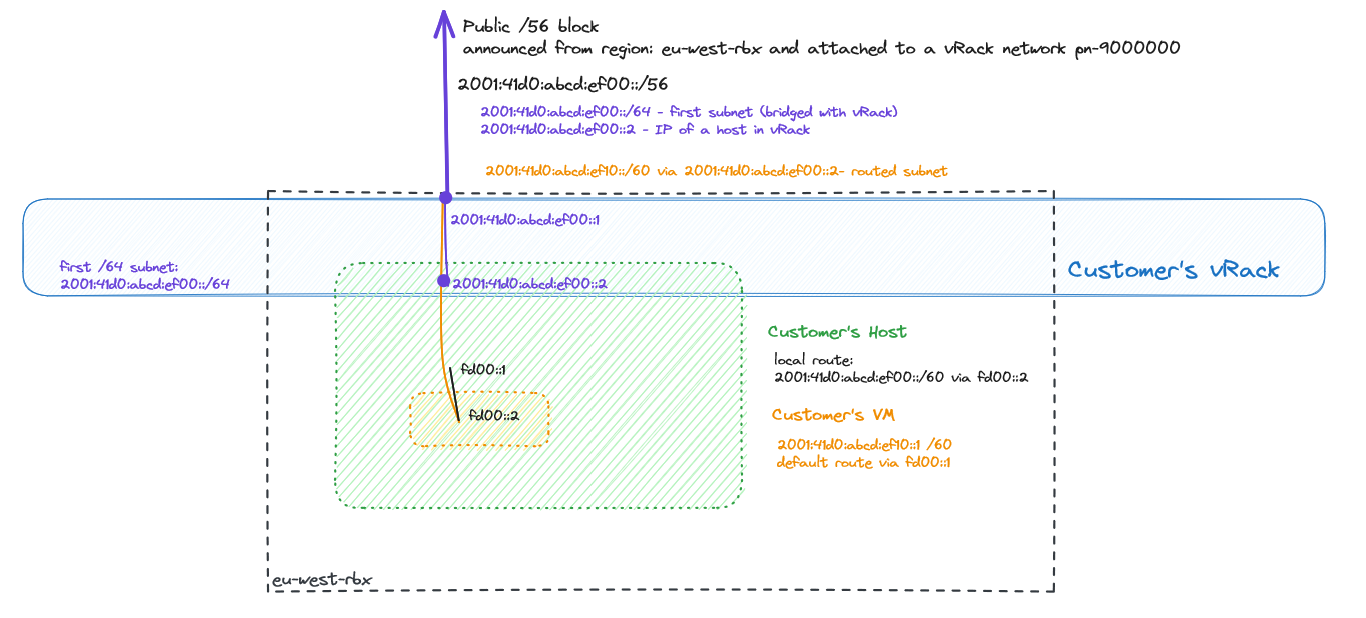 Public /56 block
announced from region: eu-west-rbx and attached to a vRack network pn-9000000
2001:41d0:abcd:ef00::/56
2001:41d0:abcd:ef00::/64 - first subnet (bridged with vRack)
2001:41d0:abcd:ef00::2 - IP of a host in vRack
2001:41d0:abcd:ef10::/60 via 2001:41d0:abcd:ef00::2- routed subnet
2001:41d0:abcd:ef00::1
first /64 subnet:
2001:41d0:abcd:ef00::/64
Customer's vRack
2001:41d0:abcd:ef00::2
Customer's Host
local route:
2001:41d0:abcd:ef00::/60 via fd00::2
fd00::1
fd00::2
Customer's VM
2001:41d0:abcd:ef10::1 /60
default route via fd00::1
eu-west-rbx